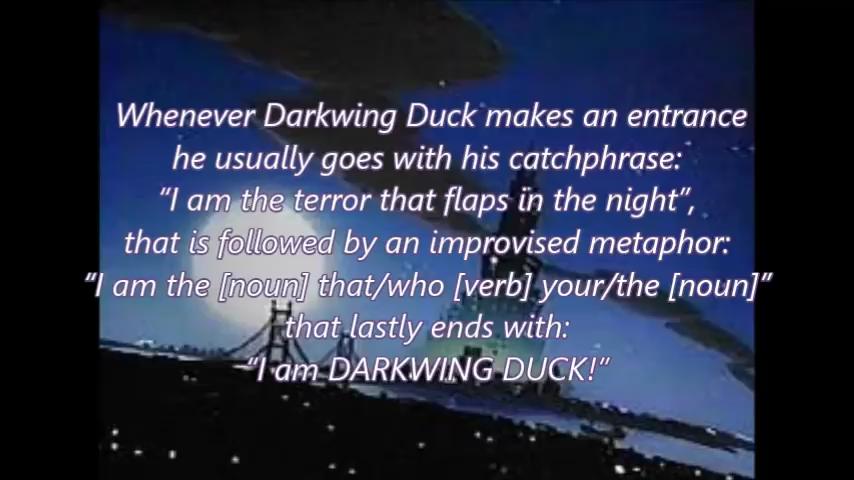 Whenever Darkwing Duck makes an entrance
he usually goes with his catchphrase:
“I am the terror that flaps in the night”,
that is followed by an improvised metaphor:
“I am the [noun] that/who [verb] your/the [noun]”
that lastly ends with:
“I am DARKWING DUCK!”